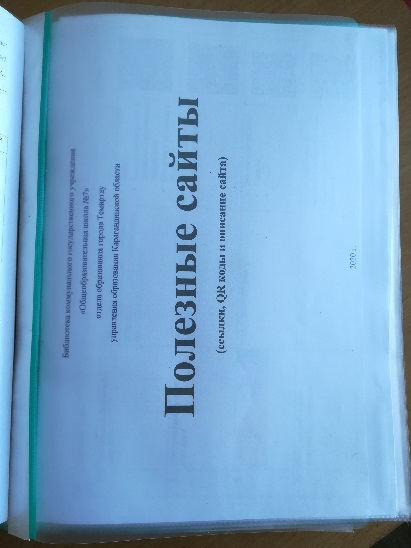 Библиотека коммунального государственного учреждения
«Общеобразовательная школа №7»
отдела образования города Темиртау
управления образования Карагандинской области
Полезные сайты
(ссылки, QR коды и описание сайта)
2020 г.